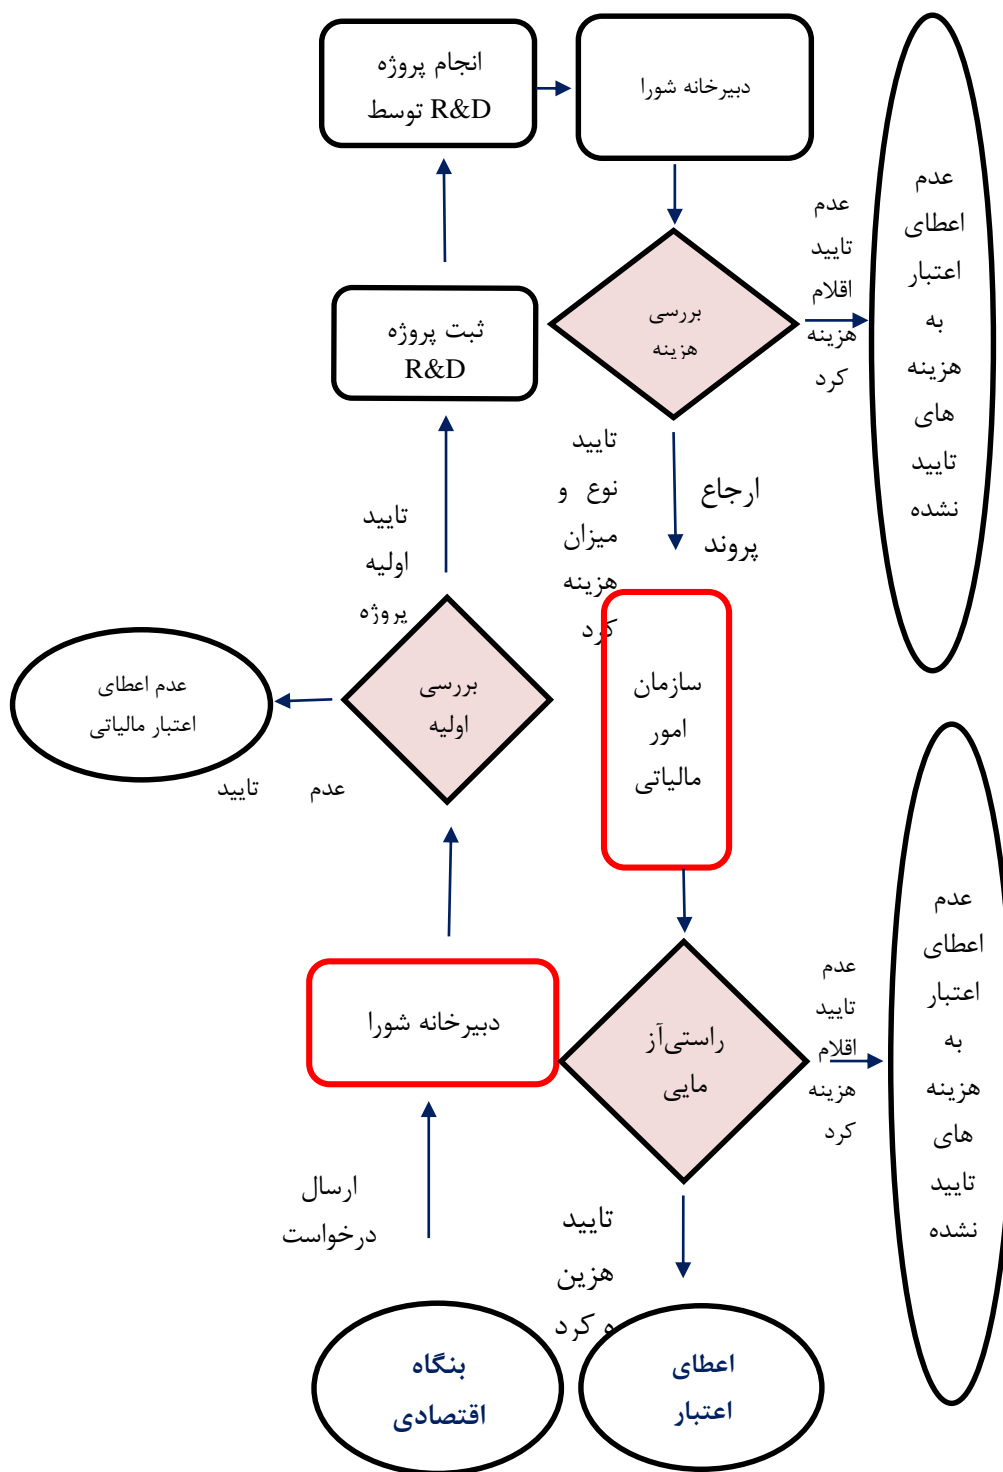 انجام پروژه
توسط R&D
دبیرخانه شورا
عدم
اعطای
اعتبار
به
هزینه
های
تایید
نشده
عدم
تایید
اقلام
هزینه
کرد
بررسی
هزینه
ثبت پروژه
R&D
تایید
نوع و
میزان
هزینه
کرد
ارجاع
پروند
تایید
اولیه
پروژه
سازمان
امور
مالیاتی
بررسی
اولیه
عدم اعطای
اعتبار مالیاتی
عدم تایید
دبیرخانه شورا
راستی‌آز
مایی
عدم
تایید
اقلام
هزینه
کرد
عدم
اعطای
اعتبار
به
هزینه
های
تایید
نشده
ارسال
درخواست
تایید
هزین
ه کرد
بنگاه
اقتصادی
اعطای
اعتبار